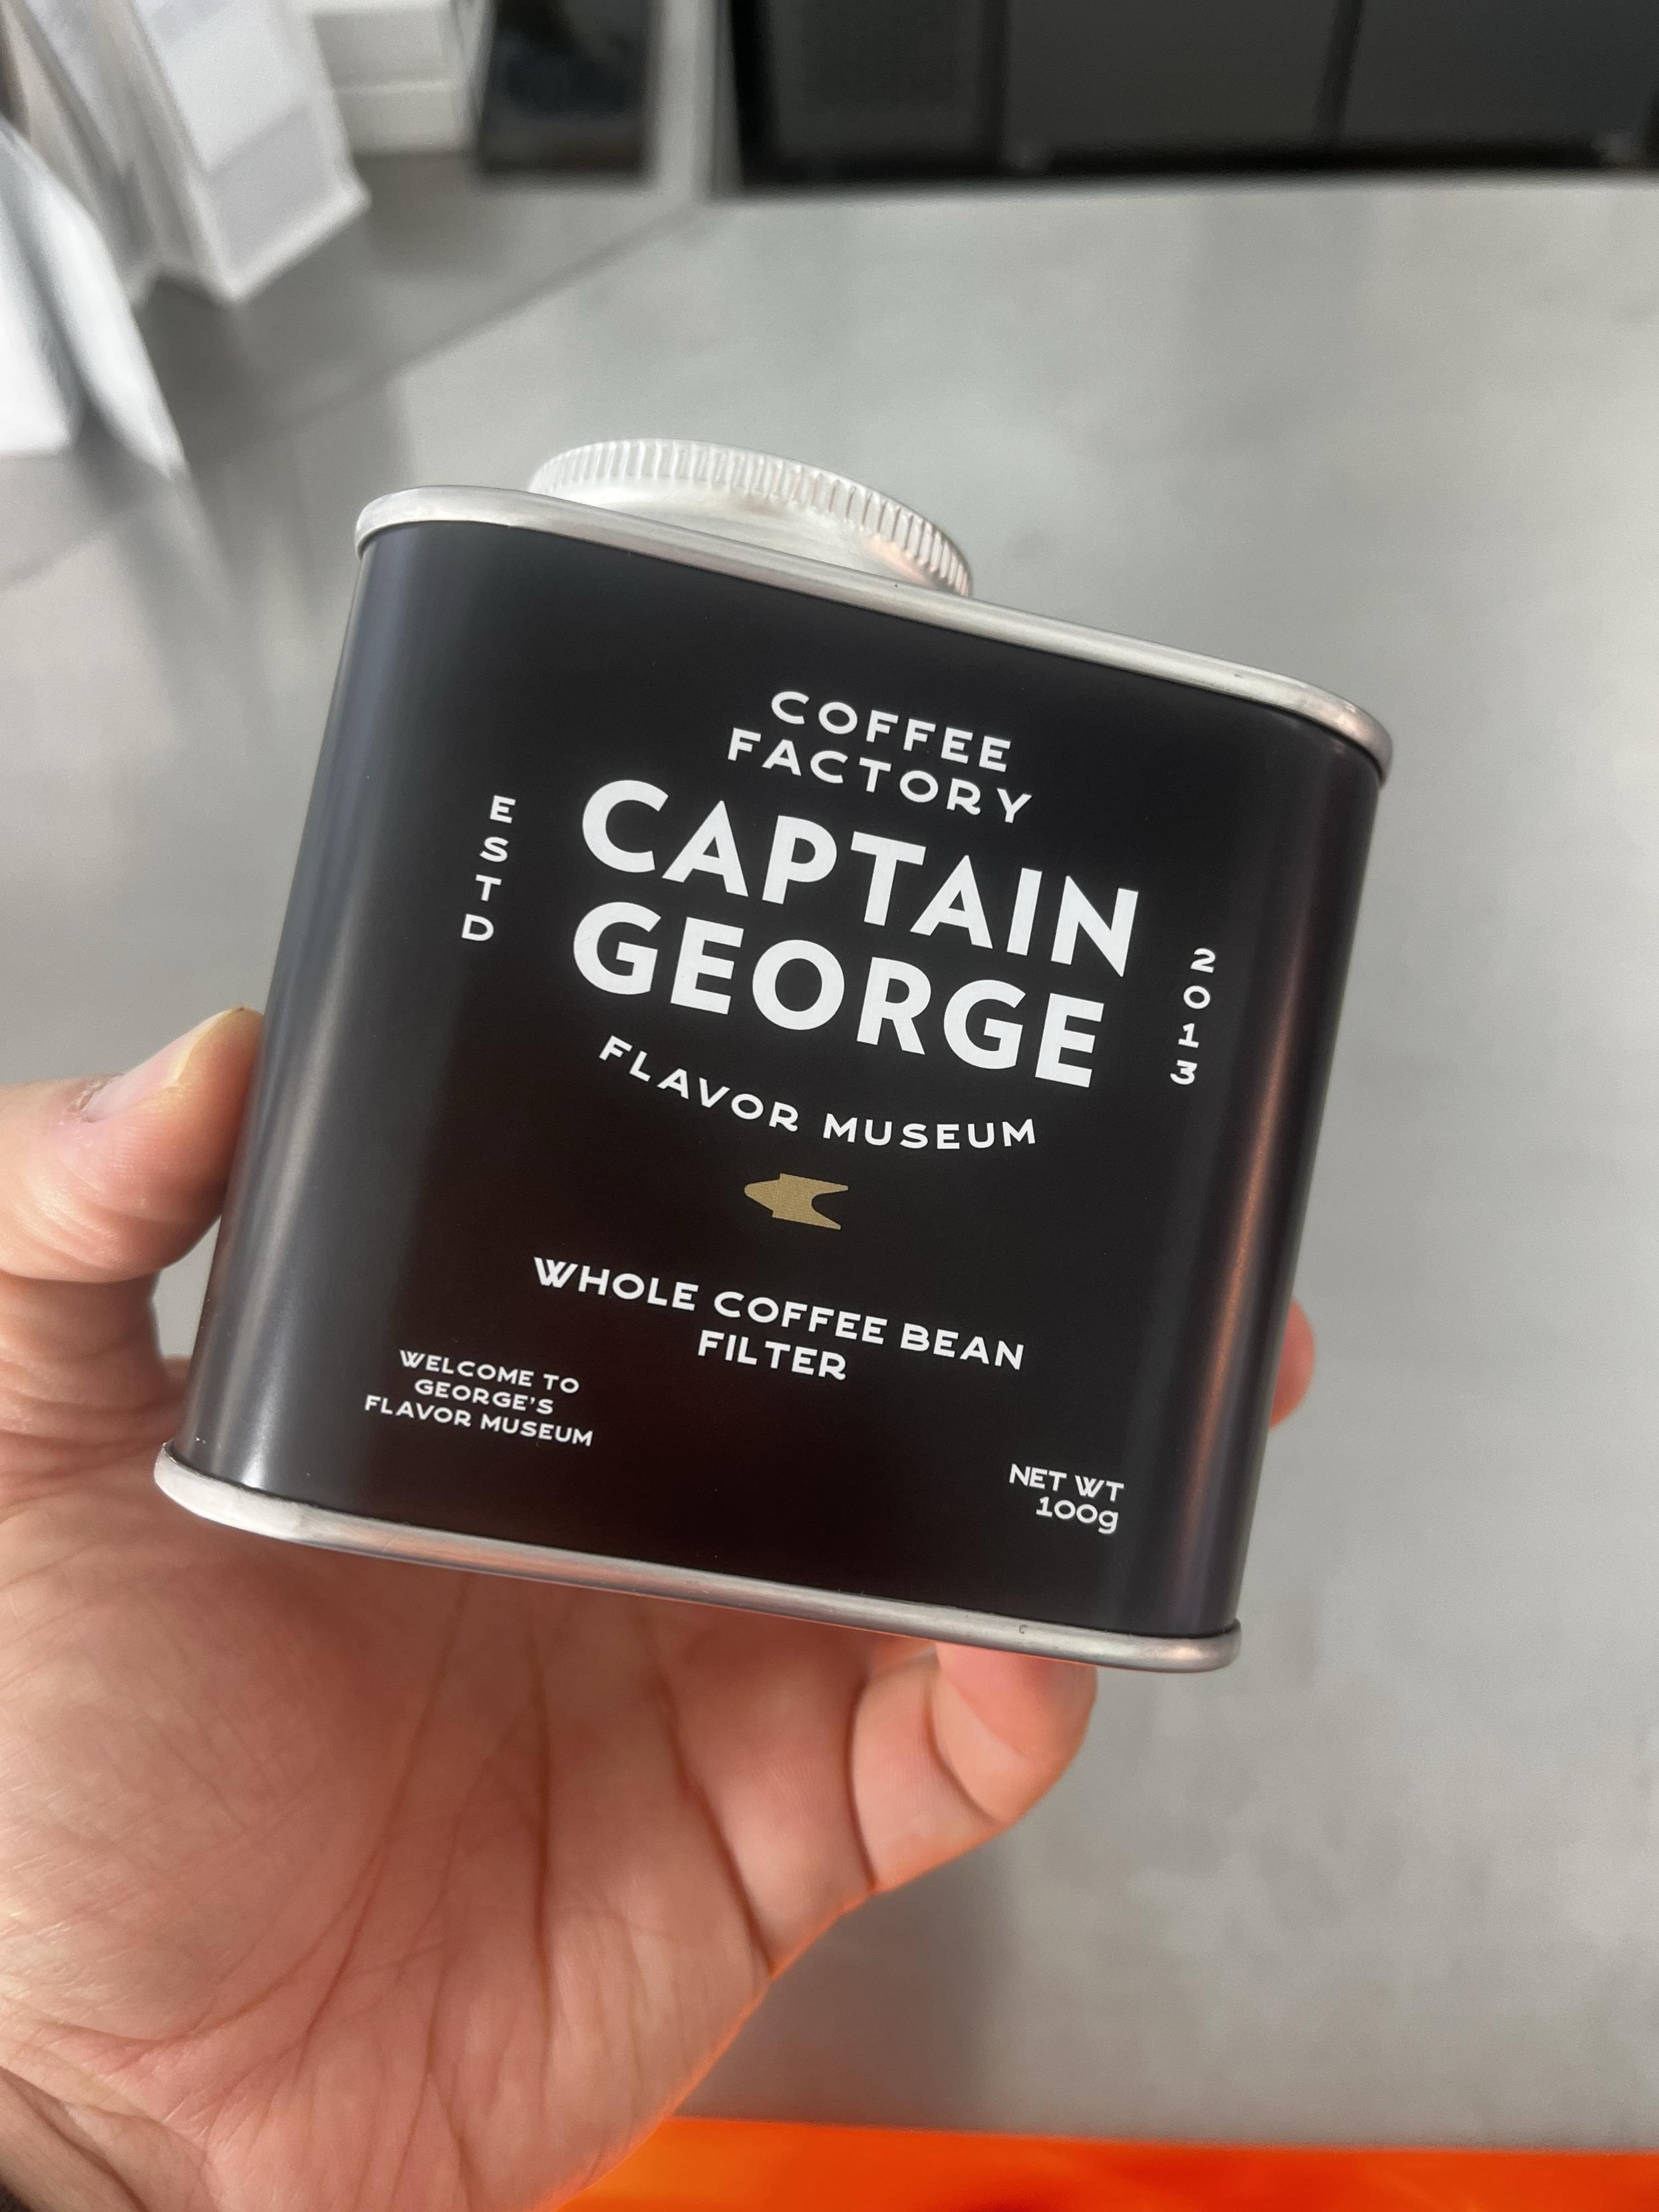 COFFEE
FACTORY
CAPTAIN
GEORGE
ESTD
2013
FLAVOR MUSEUM
WHOLE COFFEE BEAN
FILTER
WELCOME TO
GEORGE'S
FLAVOR MUSEUM
NET WT
100g